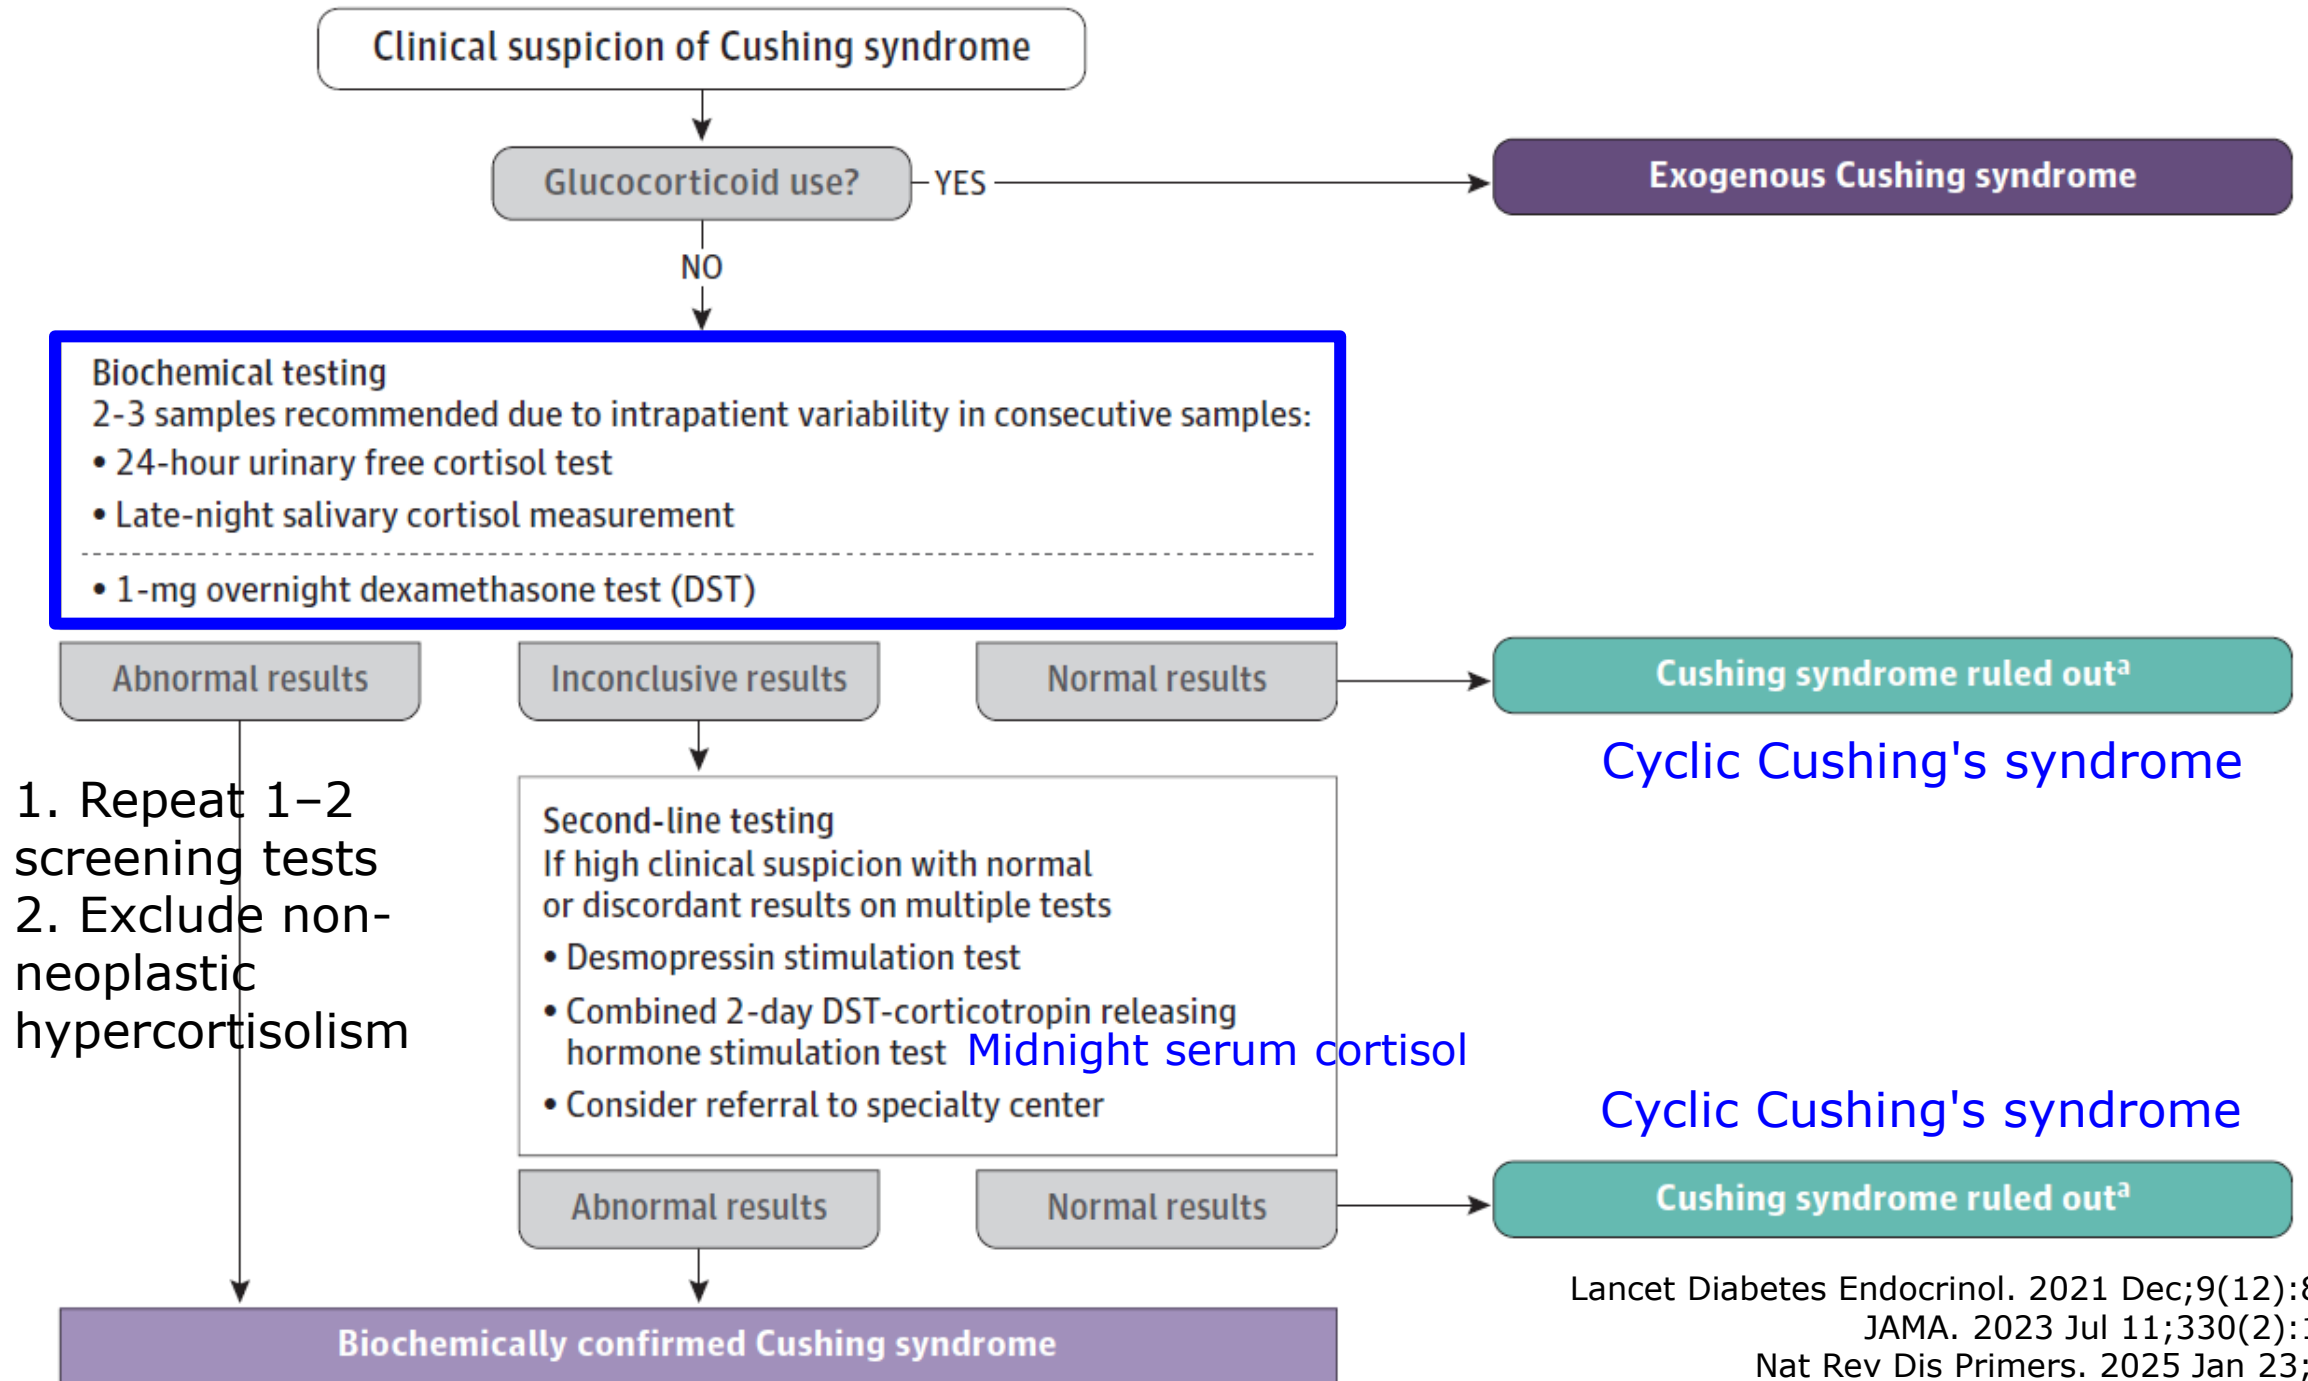 Clinical suspicion of Cushing syndrome
Glucocorticoid use?
YES
Exogenous Cushing syndrome
NO
Biochemical testing
2-3 samples recommended due to intrapatient variability in consecutive samples:
• 24-hour urinary free cortisol test
• Late-night salivary cortisol measurement
• 1-mg overnight dexamethasone test (DST)
Abnormal results
Inconclusive results
Normal results
Cushing syndrome ruled outᵃ
Cyclic Cushing's syndrome
1. Repeat 1–2
screening tests
2. Exclude non-
neoplastic
hypercortisolism
Second-line testing
If high clinical suspicion with normal
or discordant results on multiple tests
• Desmopressin stimulation test
• Combined 2-day DST-corticotropin releasing
hormone stimulation test
Midnight serum cortisol
• Consider referral to specialty center
Cyclic Cushing's syndrome
Abnormal results
Normal results
Cushing syndrome ruled outᵃ
Biochemically confirmed Cushing syndrome
Lancet Diabetes Endocrinol. 2021 Dec;9(12):
JAMA. 2023 Jul 11;330(2):
Nat Rev Dis Primers. 2025 Jan 23;